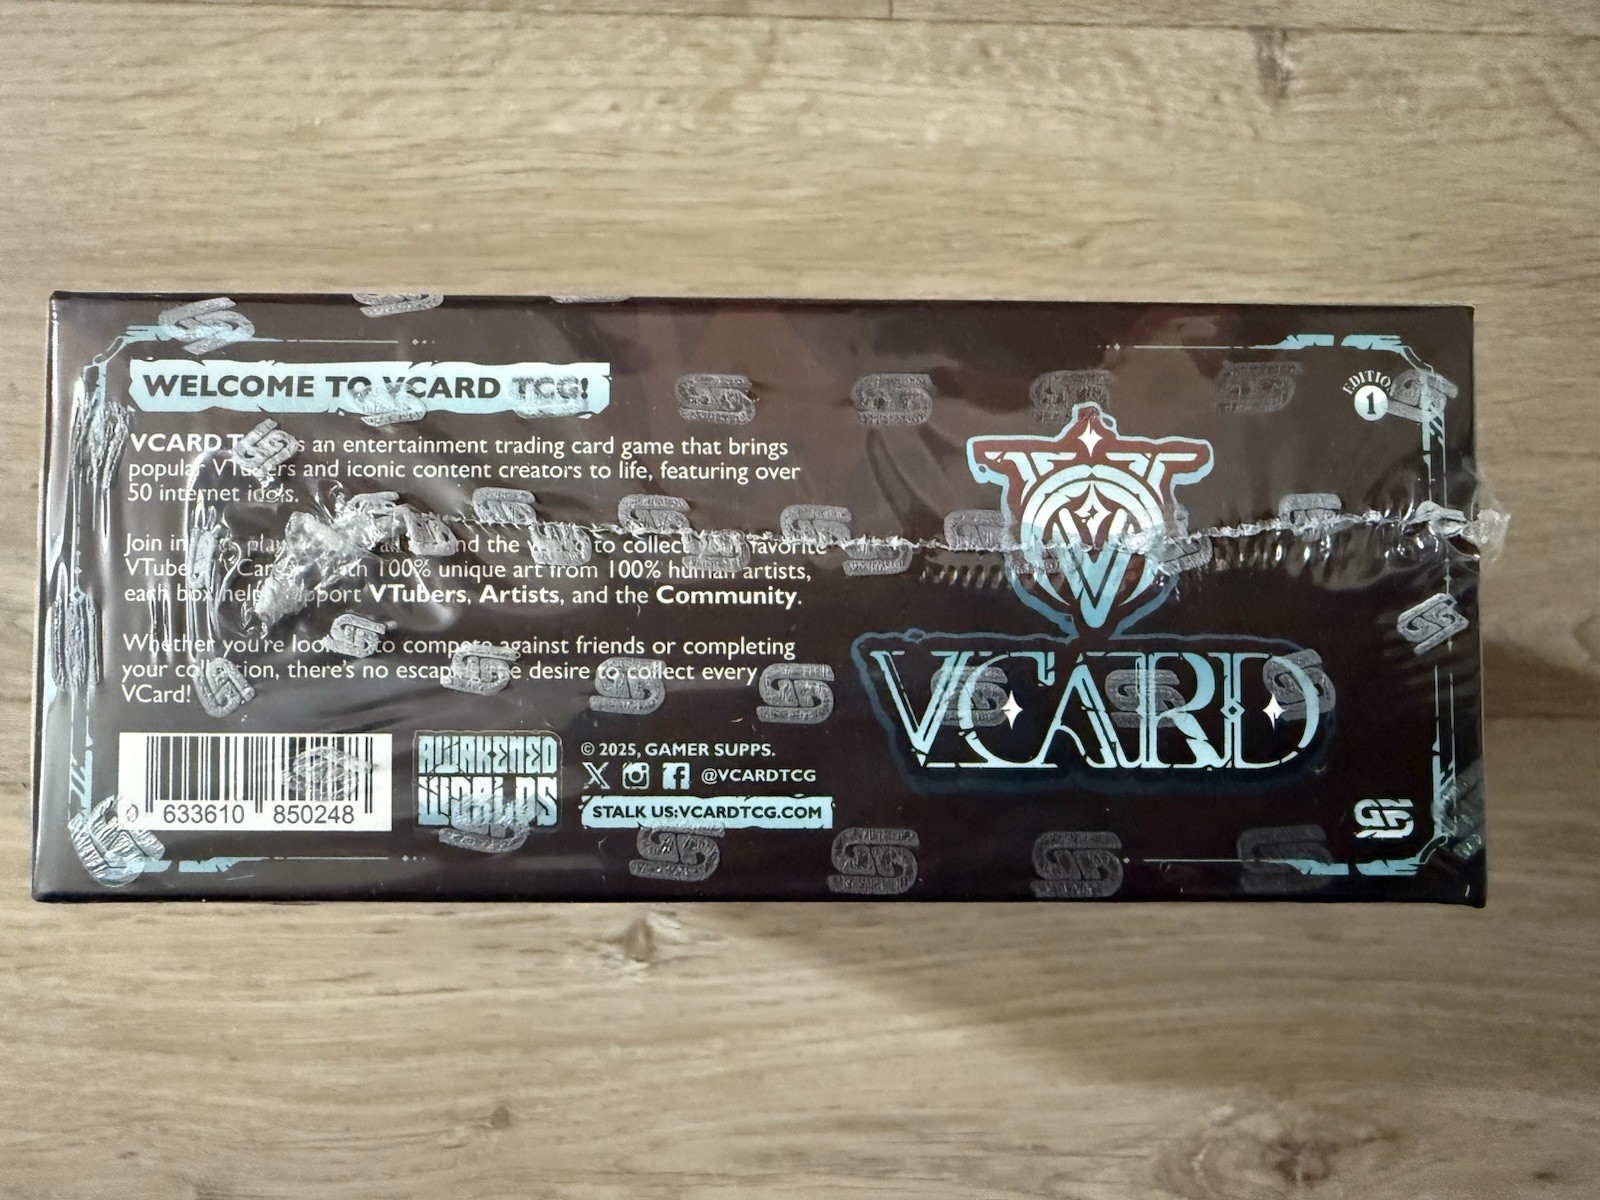 WELCOME TO VCARD TCG!
VCARD is an entertainment trading card game that brings
popular VTubers and iconic content creators to life, featuring over
50 internet idols.
Join in and the to collect your favorite
VTuber with 100% unique art from 100% human artists,
each box helps support VTubers, Artists, and the Community.
Whether you're looking to compete against friends or completing
your collection, there's no escaping the desire to collect every
VCard!
0 633610 850248
AWAKENED
WORLDS
© 2025, GAMER SUPPS.
@VCARDTCG
STALK US:VCARDTCG.COM
EDITION
1
VCARD